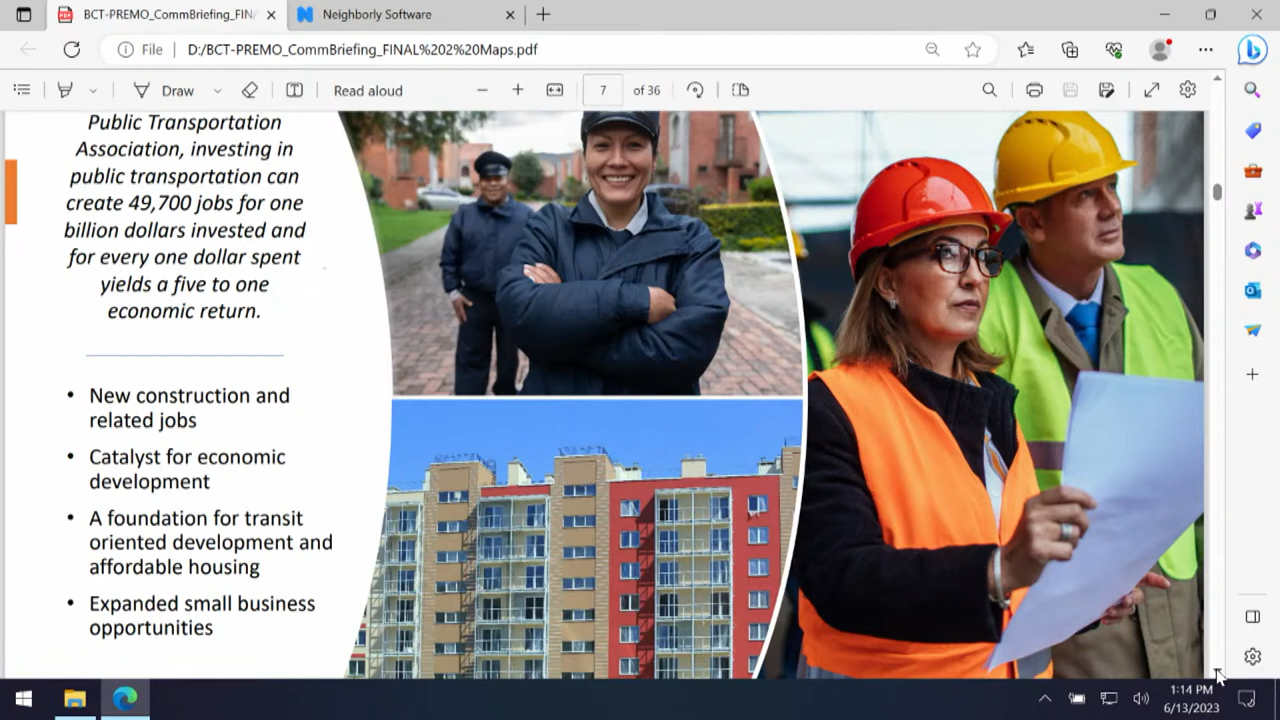 BCT-PREMO_CommBriefing_FIN
Neighborly Software
File
D:/BCT-PREMO_CommBriefing_FINAL%202%20Maps.pdf
Draw
Read aloud
7
of 36
Public Transportation
Association, investing in
public transportation can
create 49,700 jobs for one
billion dollars invested and
for every one dollar spent
yields a five to one
economic return.
• New construction and
related jobs
• Catalyst for economic
development
• A foundation for transit
oriented development and
affordable housing
• Expanded small business
opportunities
1:14 PM
6/13/2023